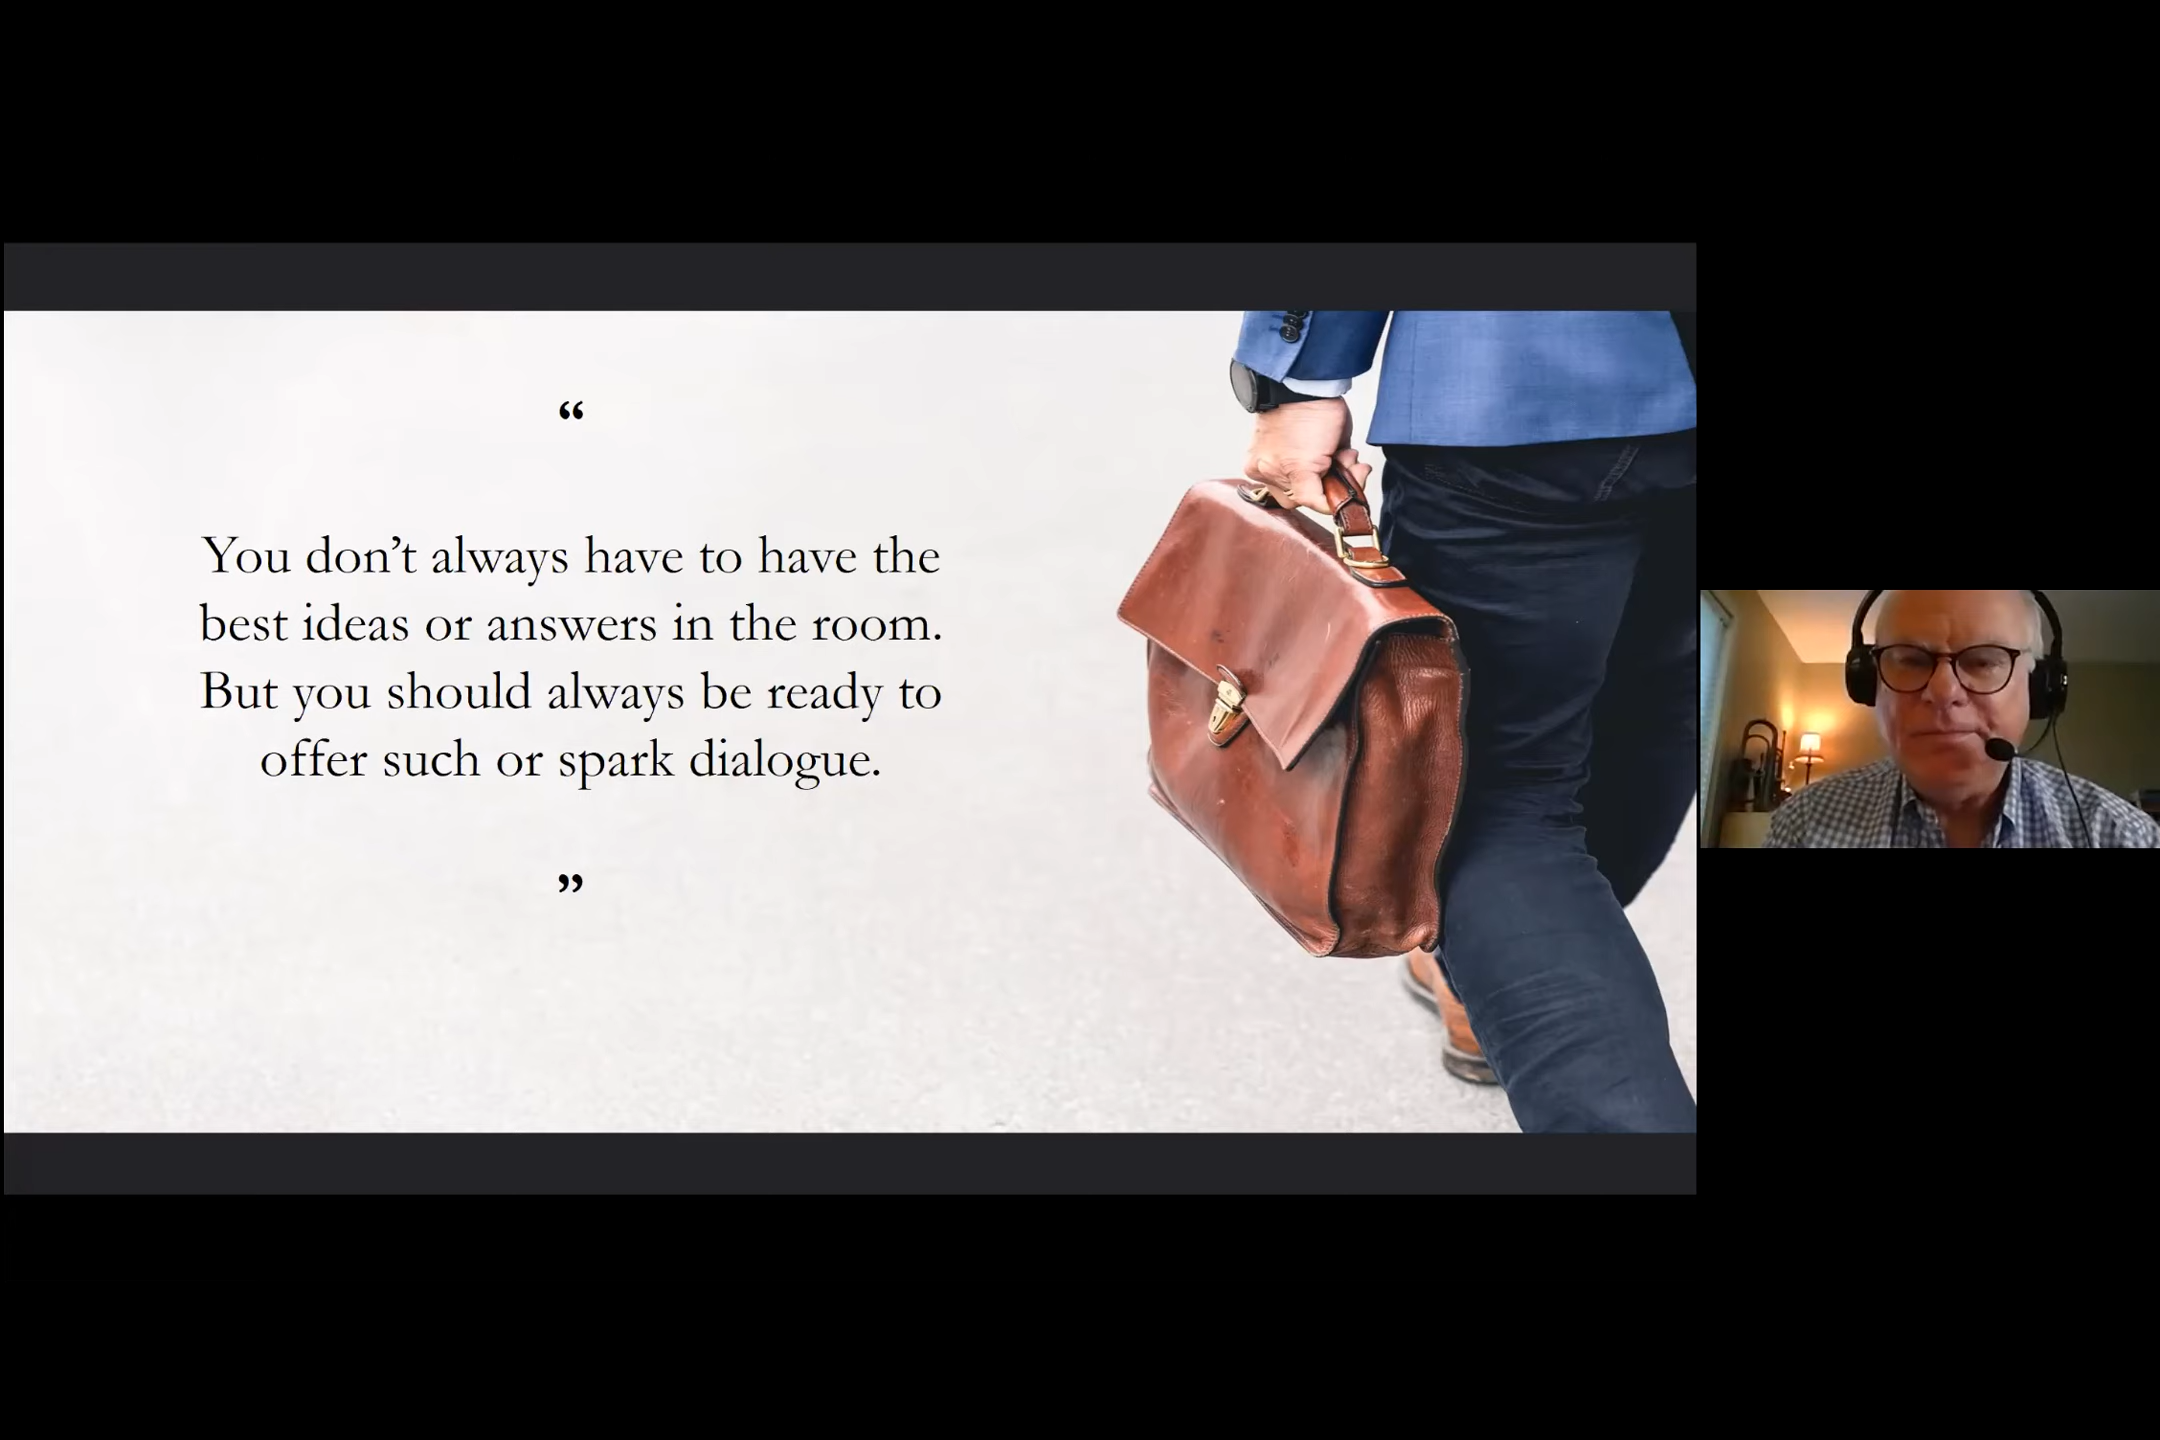 “
You don’t always have to have the
best ideas or answers in the room.
But you should always be ready to
offer such or spark dialogue.
”